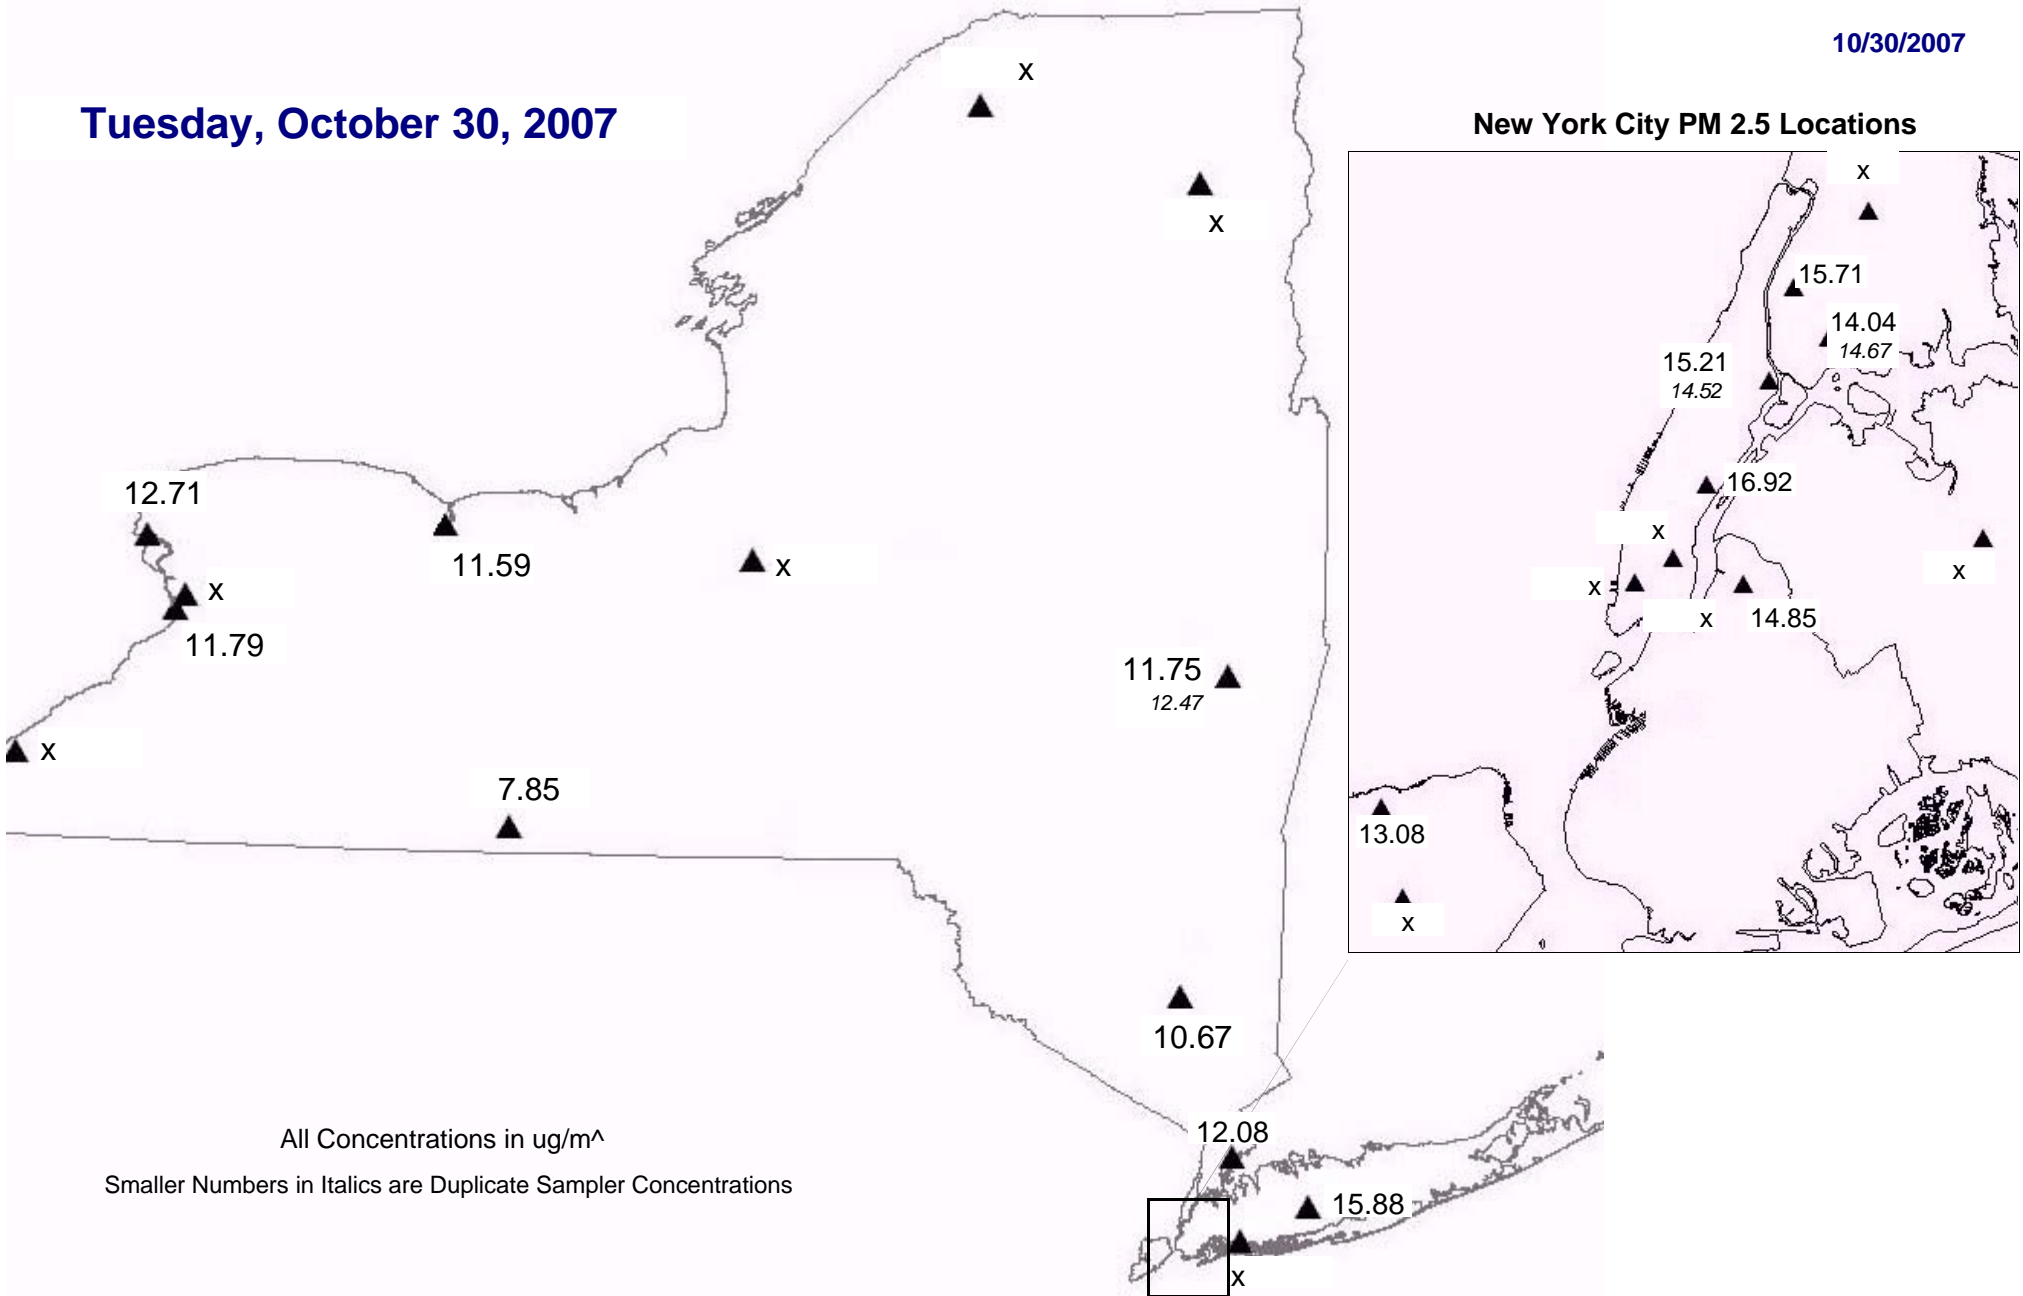 10/30/2007
Tuesday, October 30, 2007
New York City PM 2.5 Locations
x
x
x
15.71
14.04
14.67
15.21
14.52
16.92
x
x
x
14.85
x
13.08
x
12.71
11.59
x
x
11.79
11.75
12.47
x
7.85
10.67
12.08
15.88
x
All Concentrations in ug/m^
Smaller Numbers in Italics are Duplicate Sampler Concentrations